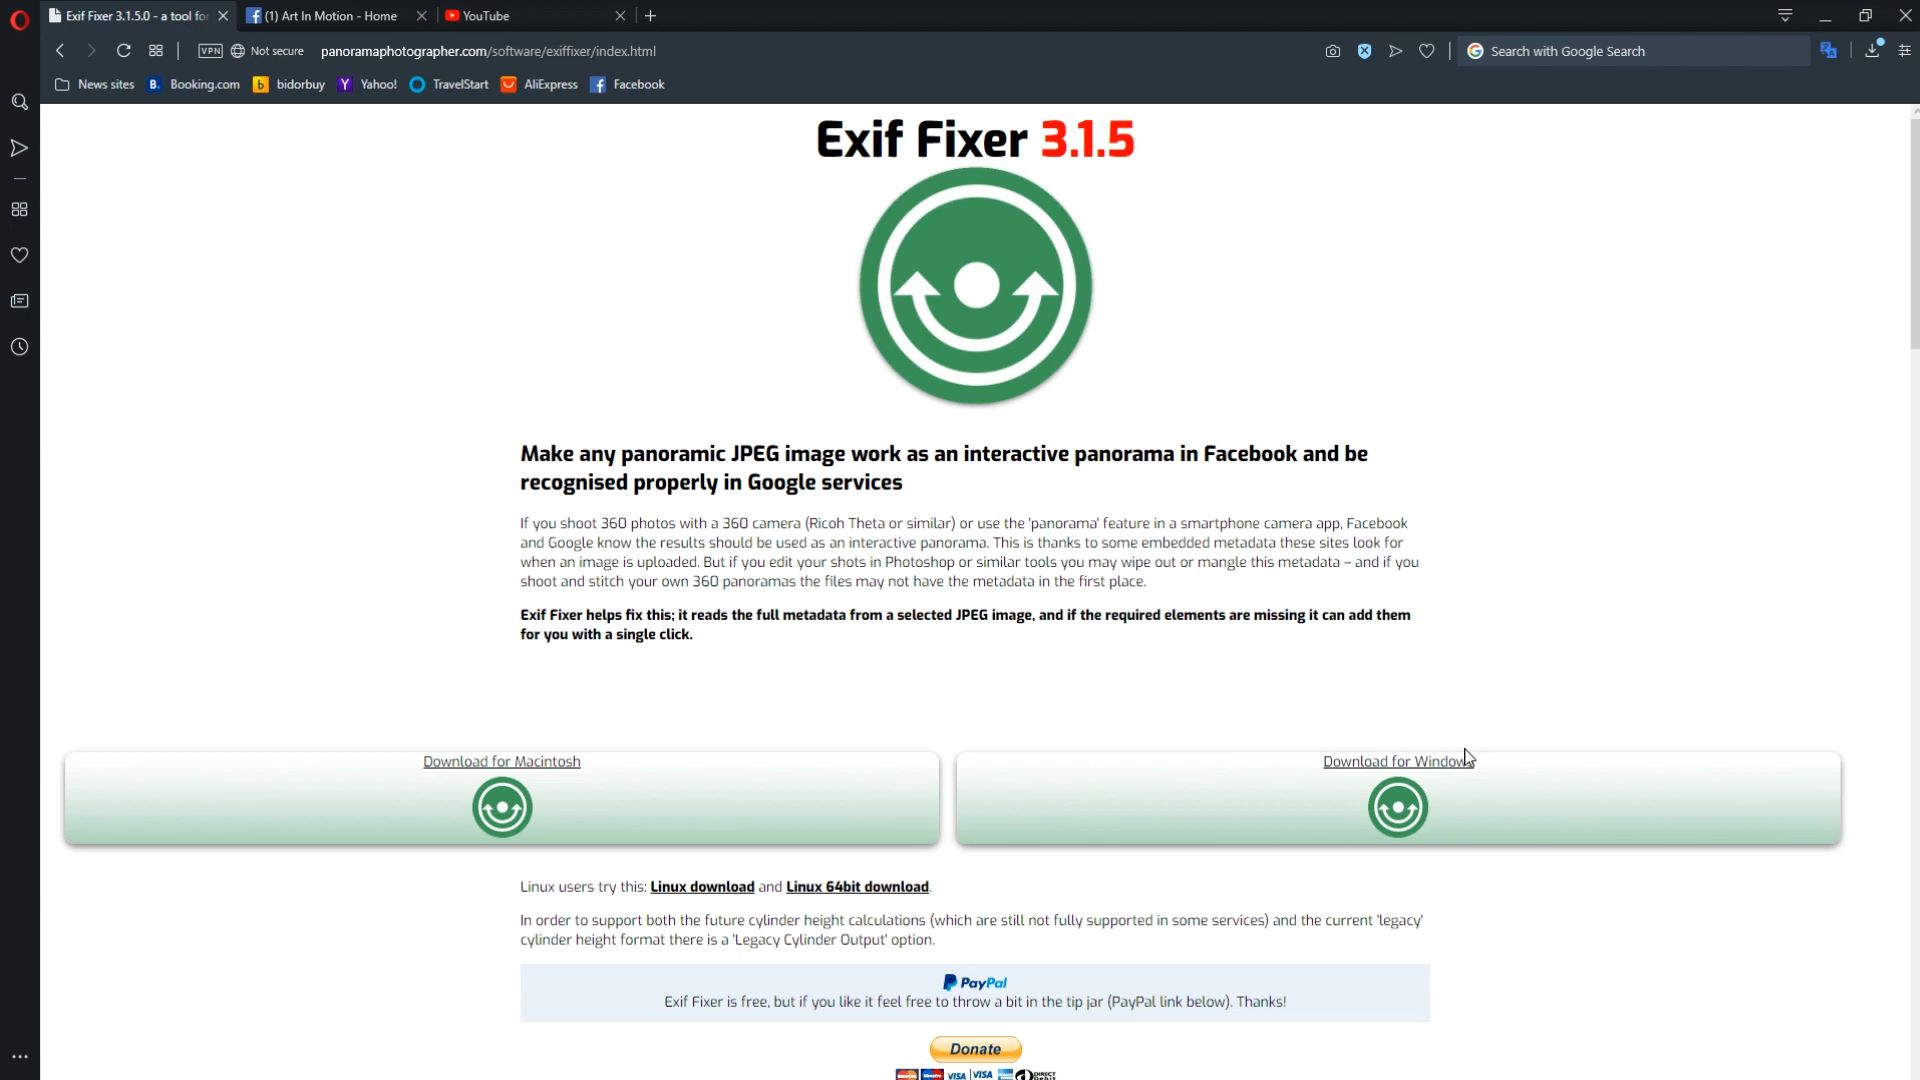 Exif Fixer 3.1.5.0 - a tool for
(1) Art In Motion - Home
YouTube
VPN
Not secure
panoramaphotographer.com/software/exiffixer/index.html
Search with Google Search
News sites
B.
Booking.com
b
bidorbuy
Y
Yahoo!
TravelStart
AliExpress
Facebook
Exif Fixer 3.1.5
Make any panoramic JPEG image work as an interactive panorama in Facebook and be
recognised properly in Google services
If you shoot 360 photos with a 360 camera (Ricoh Theta or similar) or use the 'panorama' feature in a smartphone camera app, Facebook
and Google know the results should be used as an interactive panorama. This is thanks to some embedded metadata these sites look for
when an image is uploaded. But if you edit your shots in Photoshop or similar tools you may wipe out or mangle this metadata – and if you
shoot and stitch your own 360 panoramas the files may not have the metadata in the first place.
Exif Fixer helps fix this; it reads the full metadata from a selected JPEG image, and if the required elements are missing it can add them
for you with a single click.
Download for Macintosh
Download for Windows
Linux users try this: Linux download and Linux 64bit download.
In order to support both the future cylinder height calculations (which are still not fully supported in some services) and the current 'legacy'
cylinder height format there is a 'Legacy Cylinder Output' option.
PayPal
Exif Fixer is free, but if you like it feel free to throw a bit in the tip jar (PayPal link below). Thanks!
Donate
VISA
VISA
DIRECT